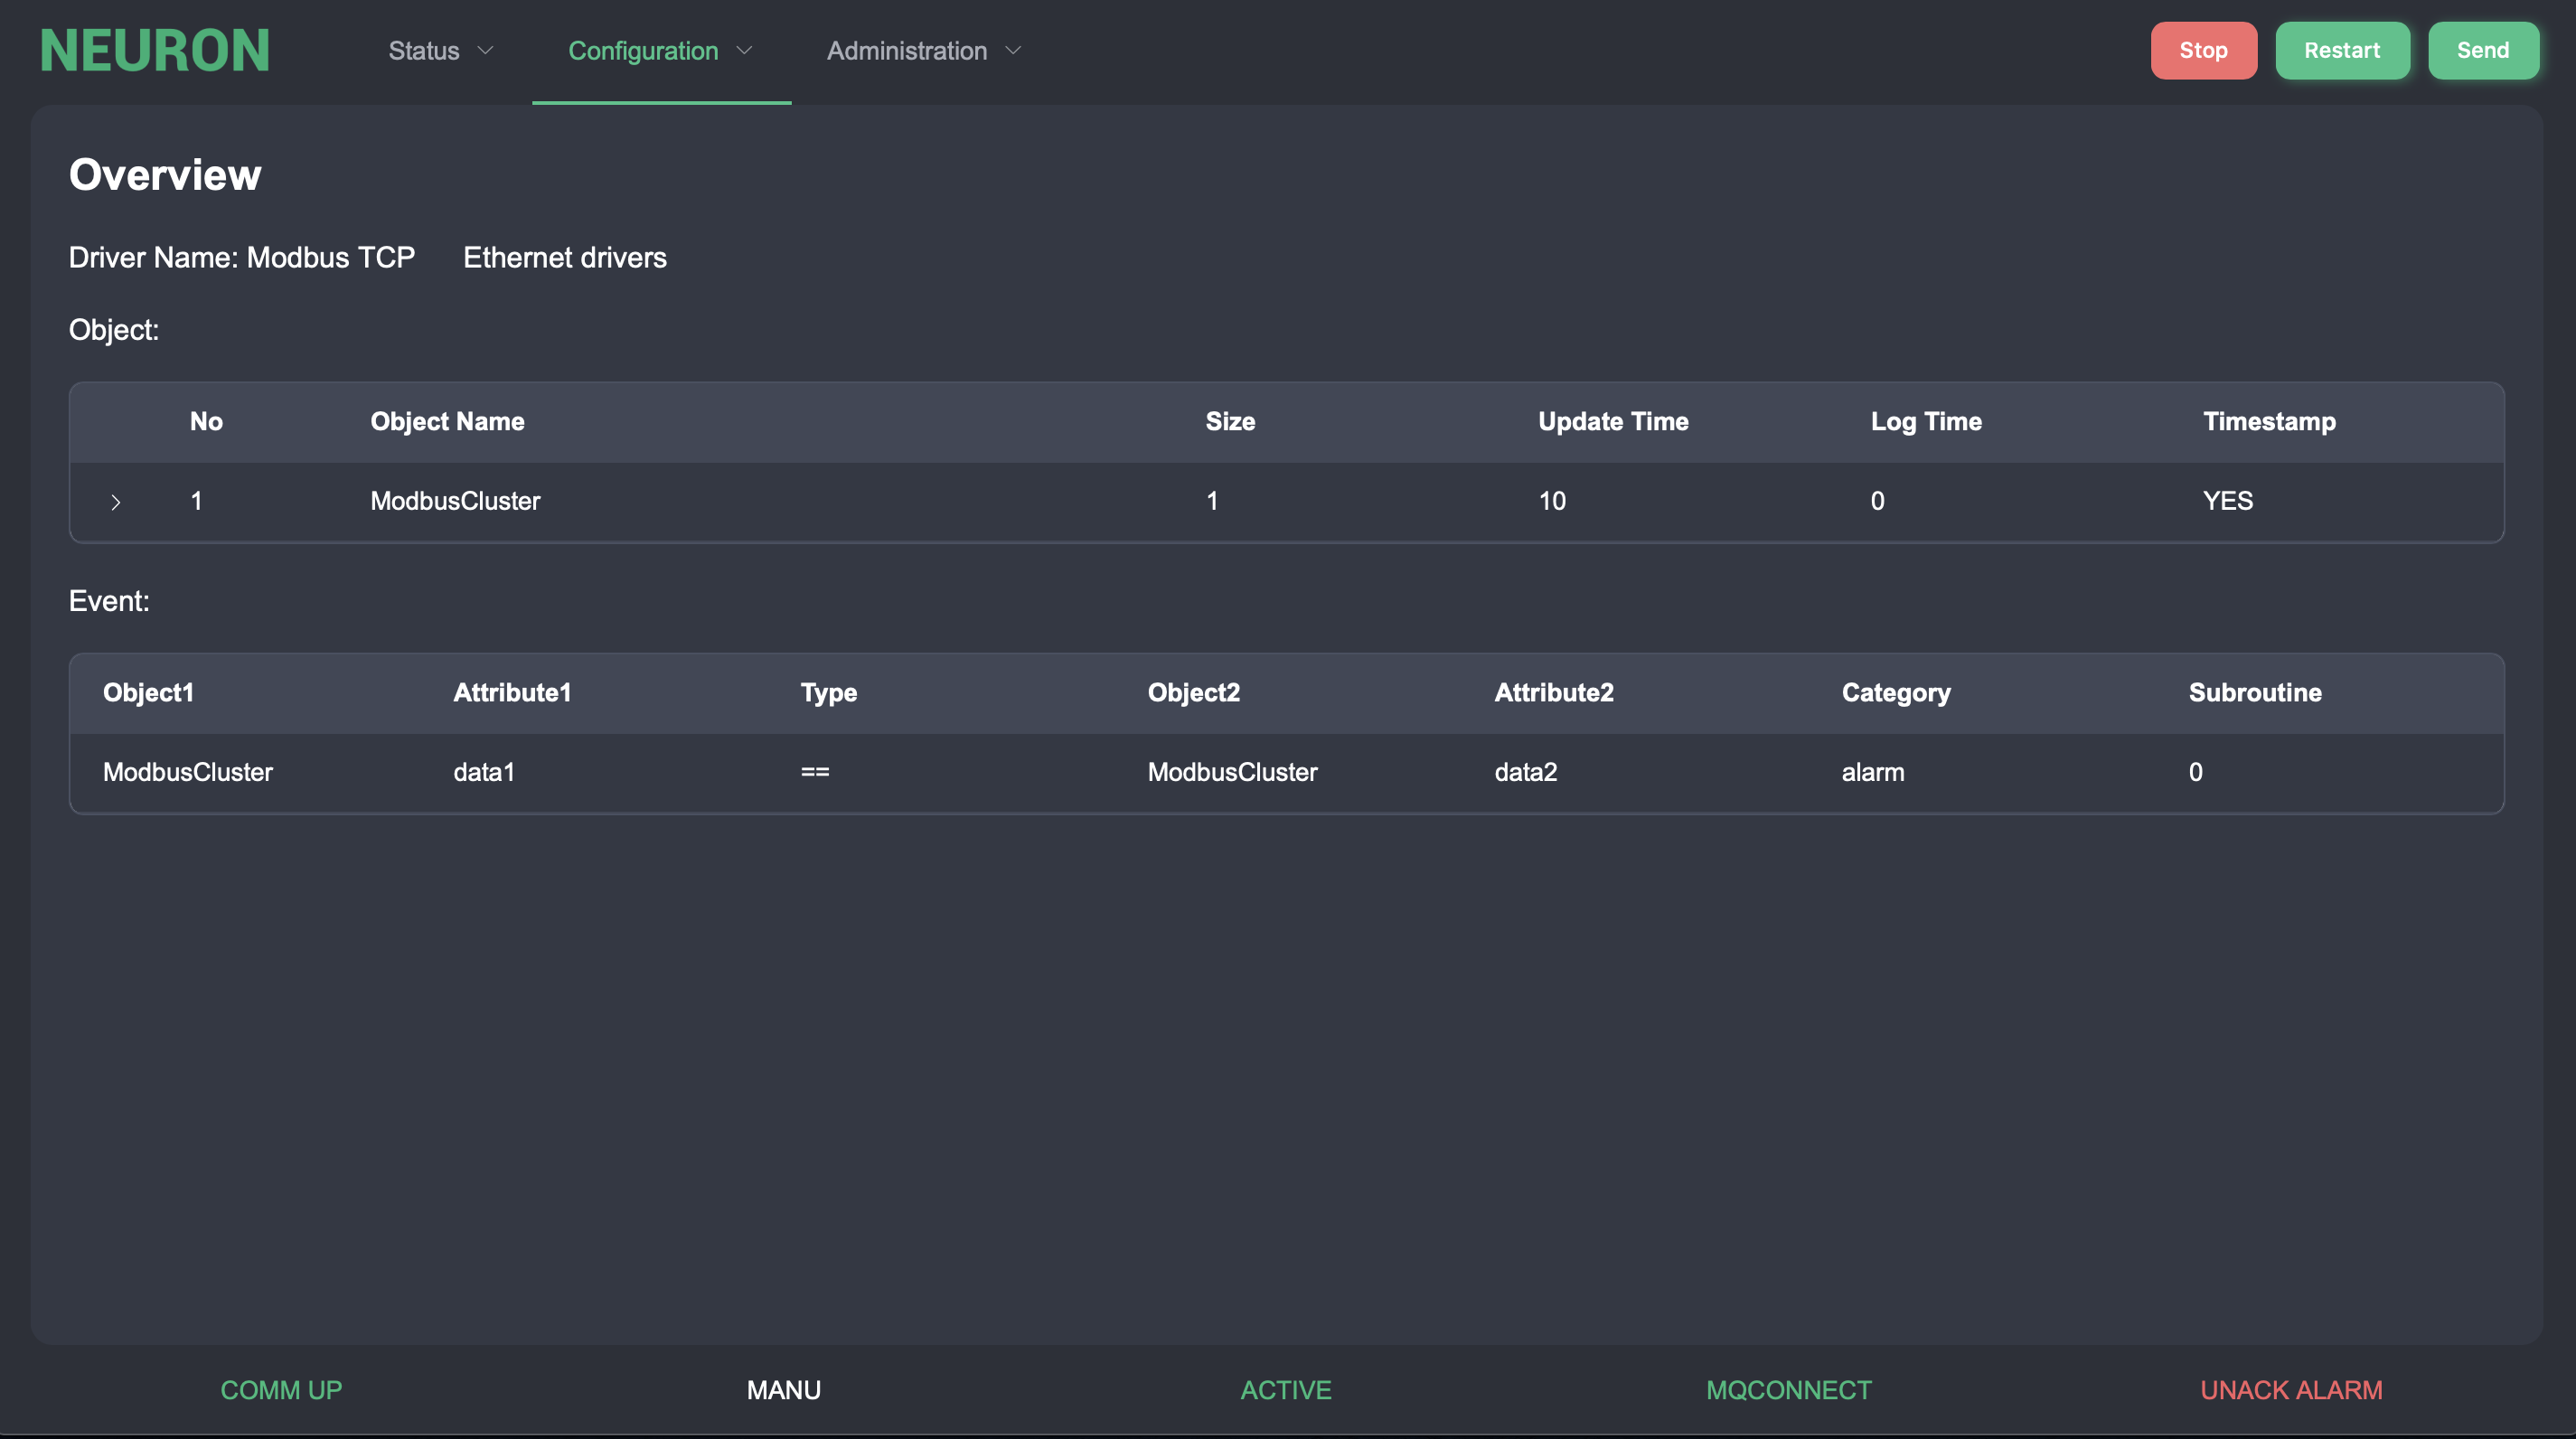 NEURON Status Configuration Administration Stop Restart Send
Overview
Driver Name: Modbus TCP Ethernet drivers
Object:
No Object Name Size Update Time Log Time Timestamp
1 ModbusCluster 1 10 0 YES
Event:
Object1 Attribute1 Type Object2 Attribute2 Category Subroutine
ModbusCluster data1 == ModbusCluster data2 alarm 0
COMM UP MANU ACTIVE MQCONNECT UNACK ALARM